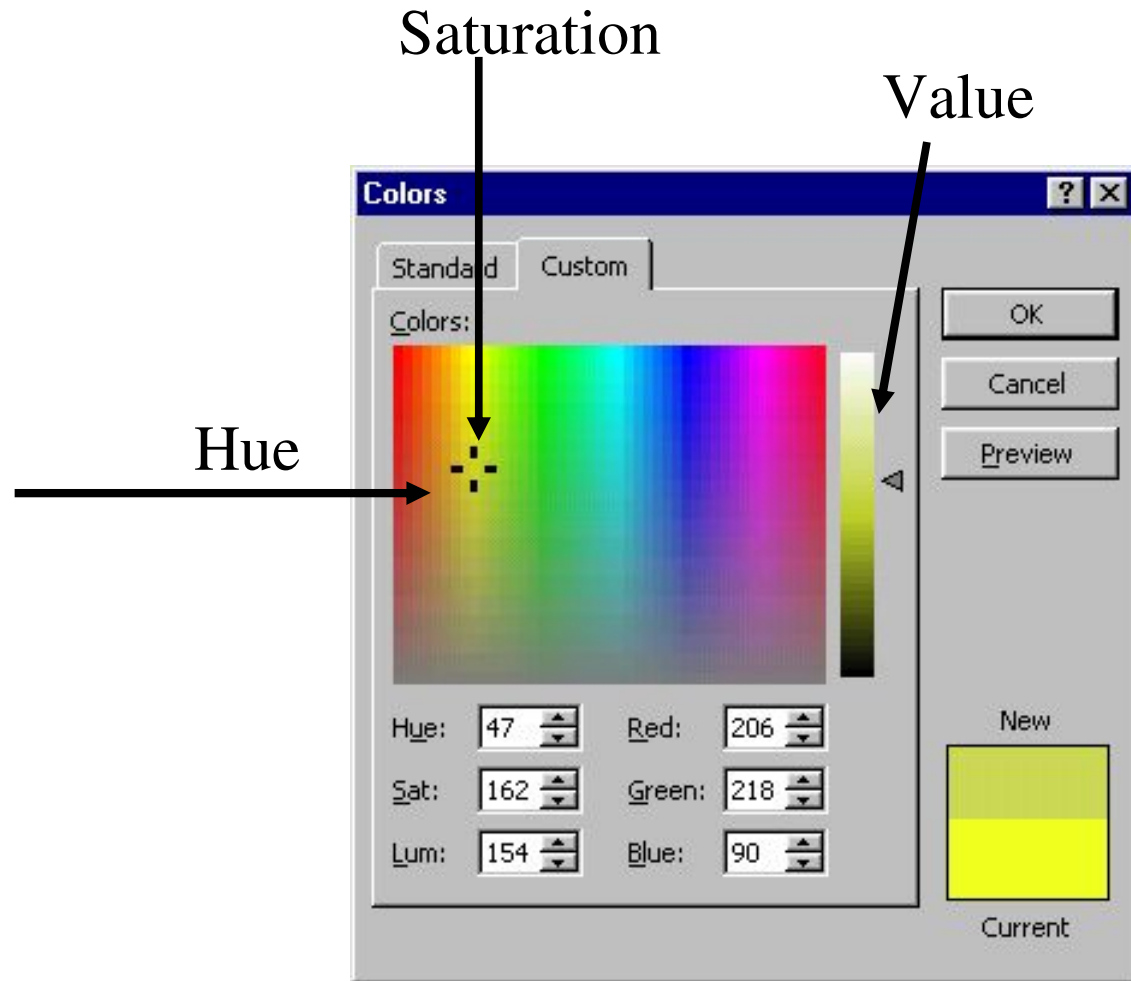 Saturation
Value
Hue
Colors
?
Standard Custom
Colors:
OK
Cancel
Preview
Hue: 47 Red: 206
Sat: 162 Green: 218
Lum: 154 Blue: 90
New
Current